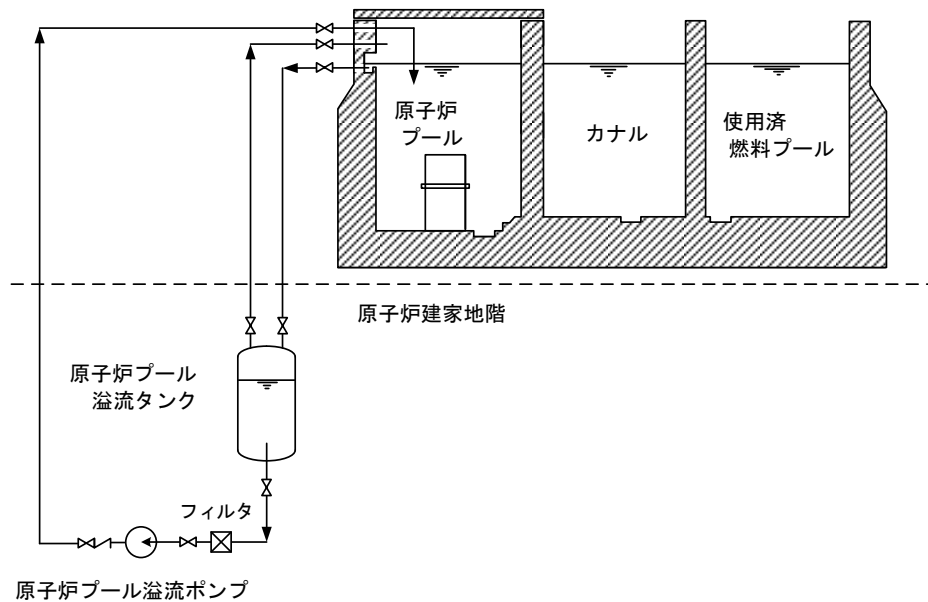 原子炉
プール
カナル
使用済
燃料プール
原子炉建家地階
原子炉プール
溢流タンク
フィルタ
原子炉プール溢流ポンプ